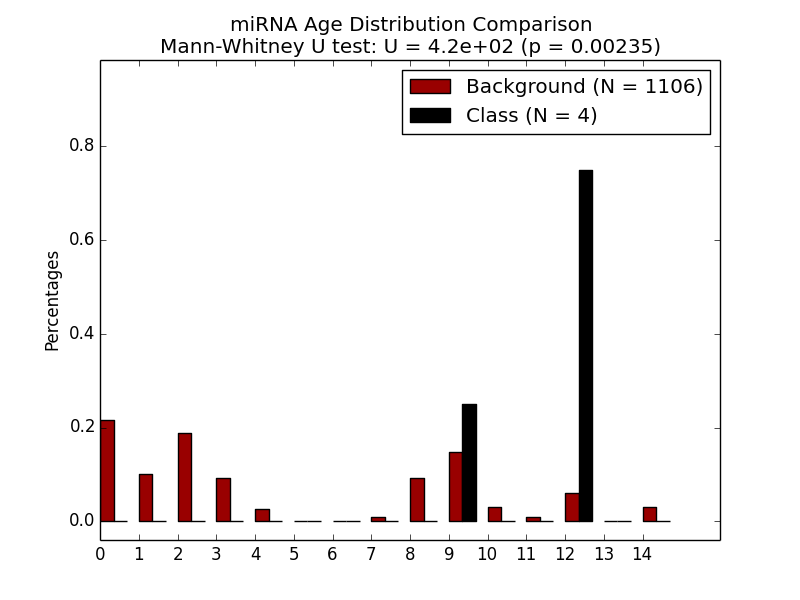 miRNA Age Distribution Comparison
Mann-Whitney U test: U = 4.2e+02 (p = 0.00235)
Background (N = 1106)
Class (N = 4)
Percentages
0.8
0.6
0.4
0.2
0.0
0 1 2 3 4 5 6 7 8 9 10 11 12 13 14